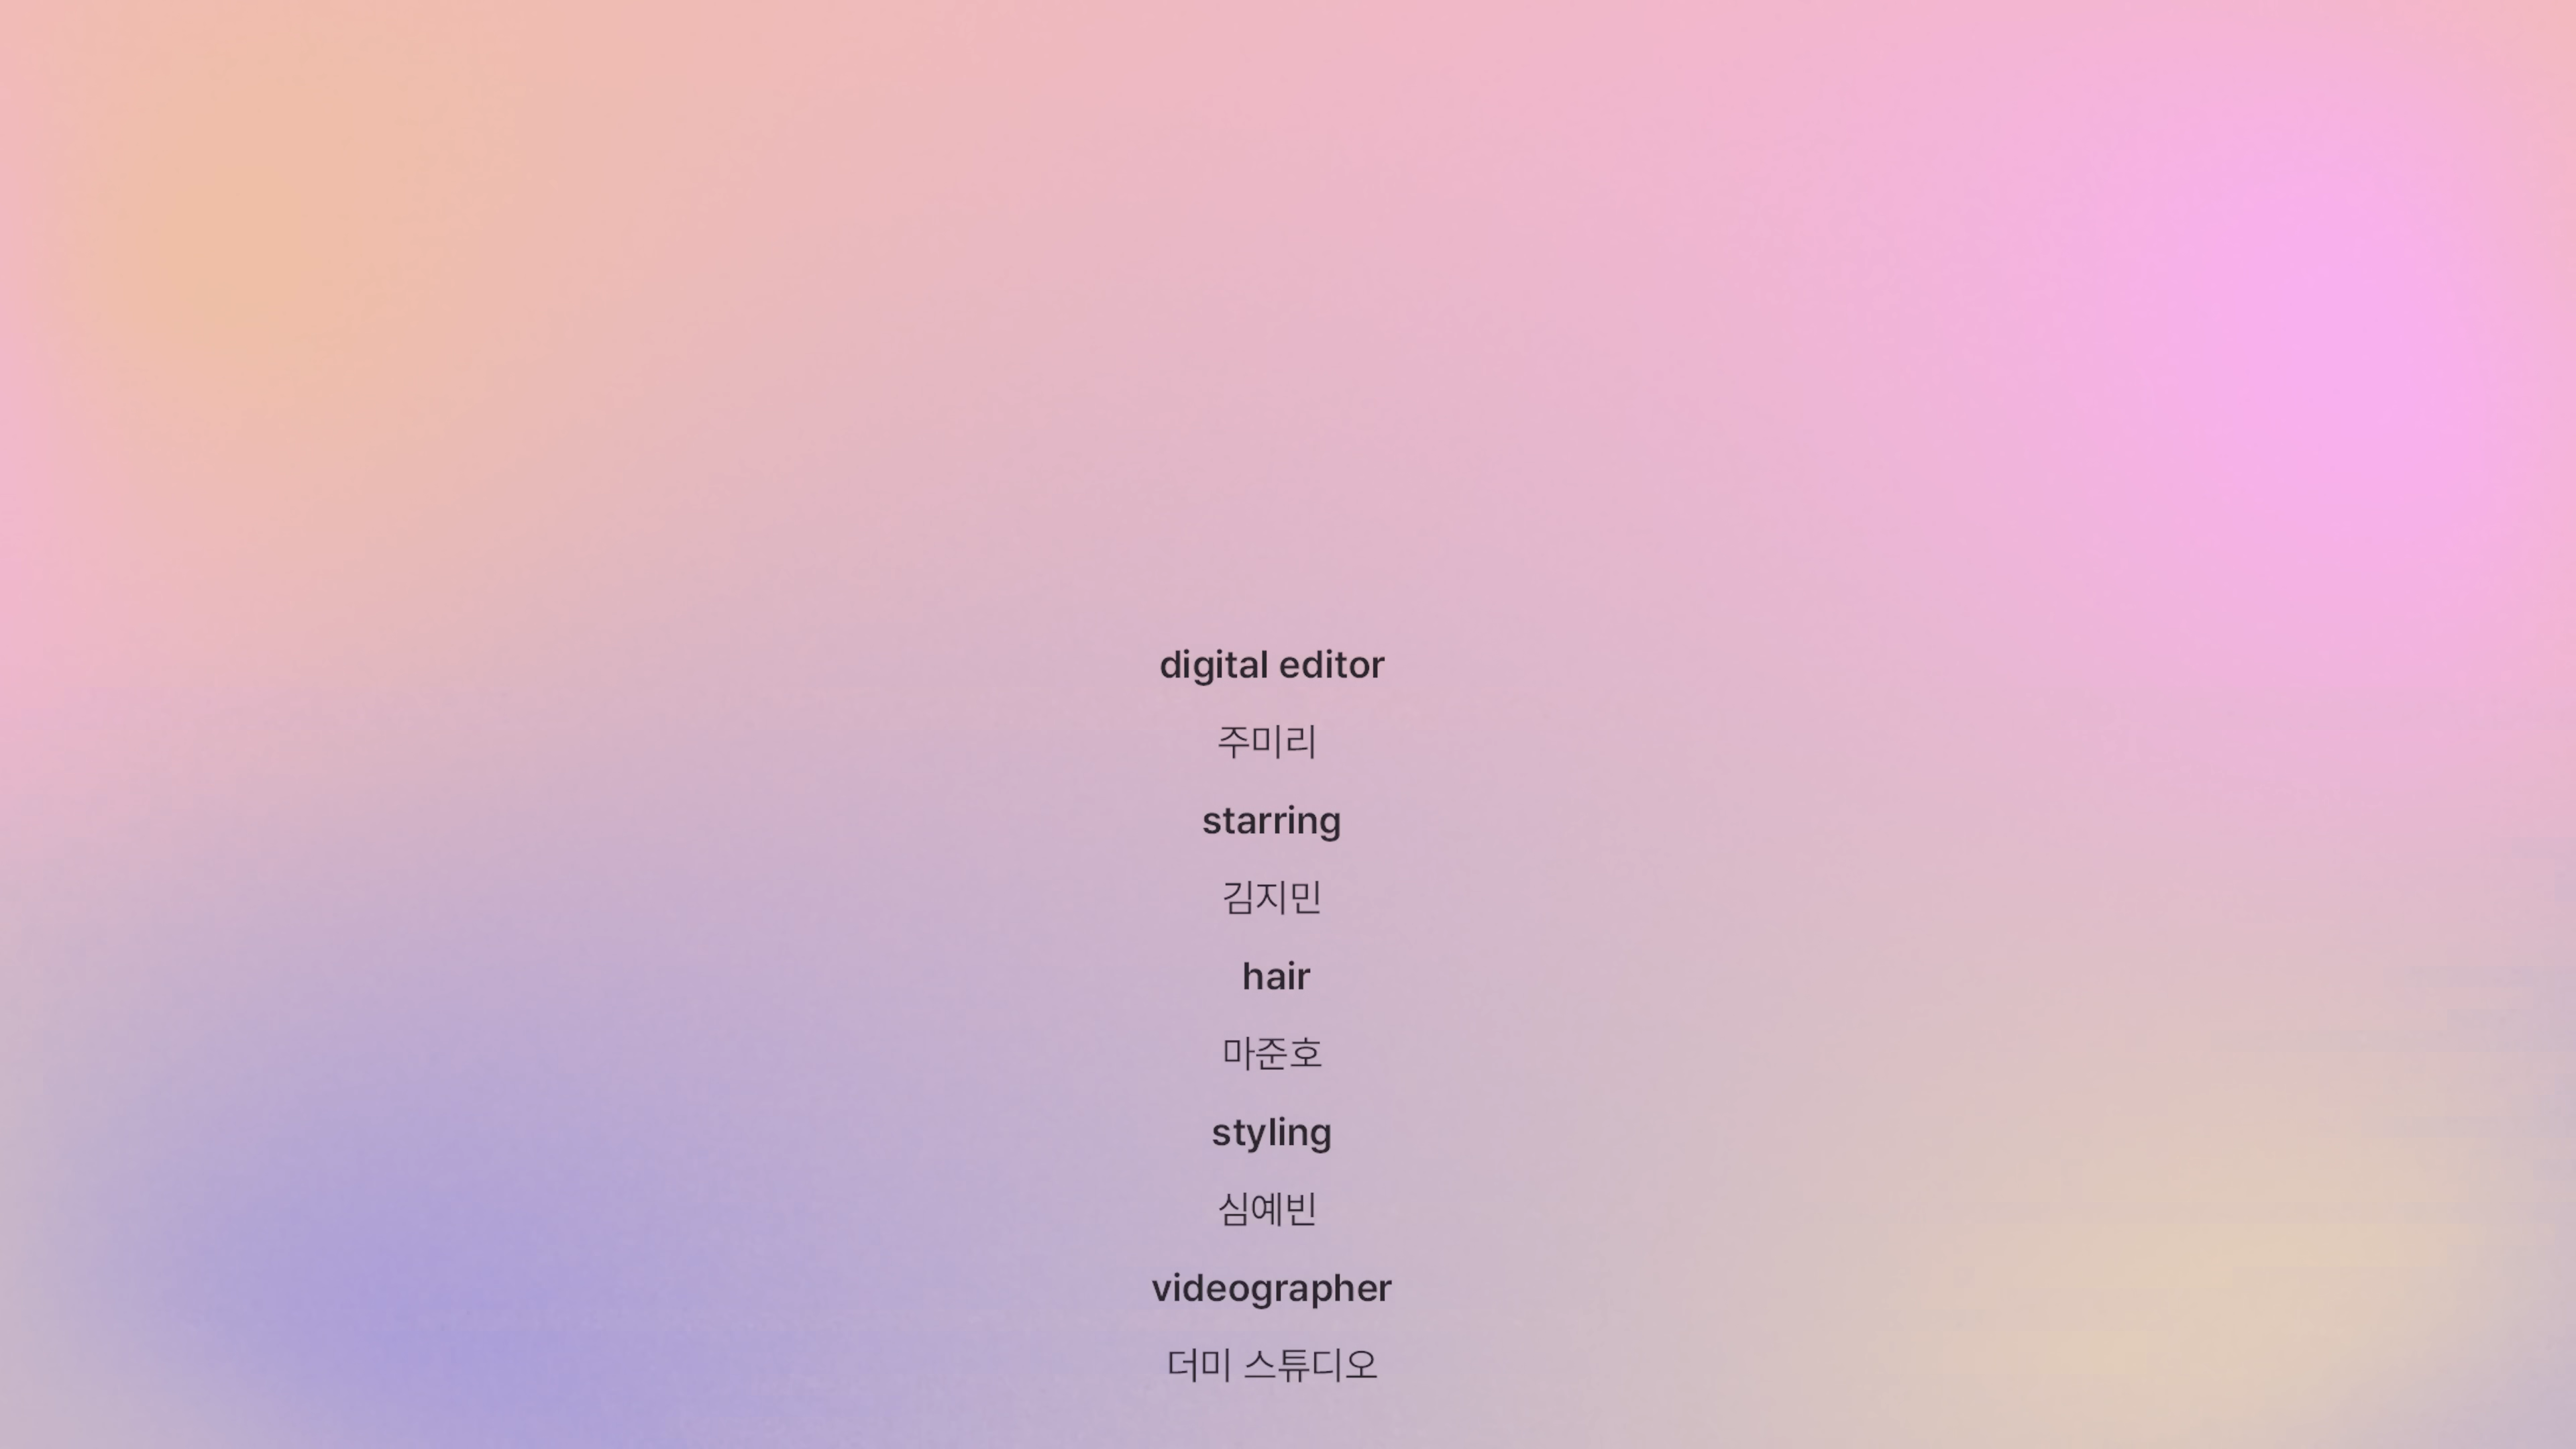 digital editor
주미리
starring
김지민
hair
마준호
styling
심예빈
videographer
더미 스튜디오